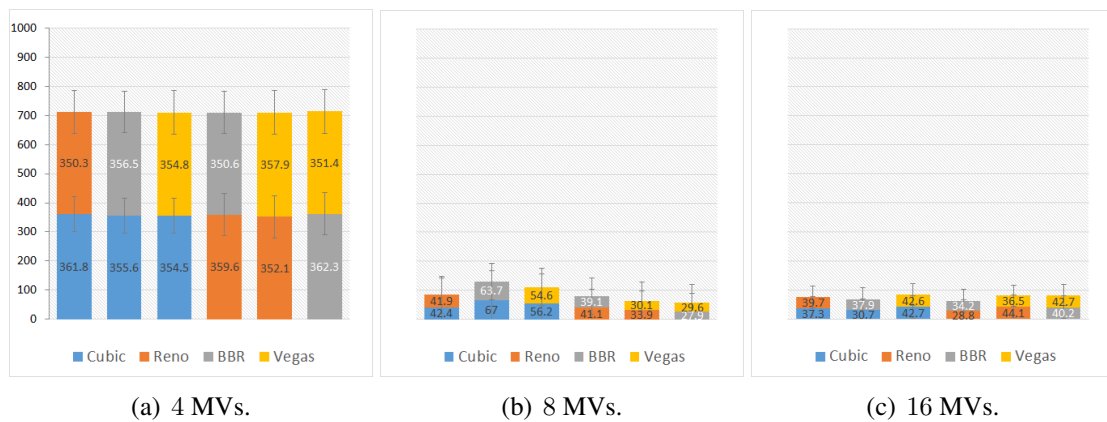 1000
900
800
700
600
500
400
300
200
100
0
350.3 356.5 354.8 350.6 357.9 351.4
361.8 355.6 354.5 359.6 352.1 362.3
Cubic Reno BBR Vegas
(a) 4 MVs.
41.9 63.7 54.6 39.1 30.1 29.6
42.4 67 56.2 41.1 33.9 27.9
Cubic Reno BBR Vegas
(b) 8 MVs.
39.7 37.9 42.6 34.2 36.5 42.7
37.3 30.7 42.7 28.8 44.1 40.2
Cubic Reno BBR Vegas
(c) 16 MVs.